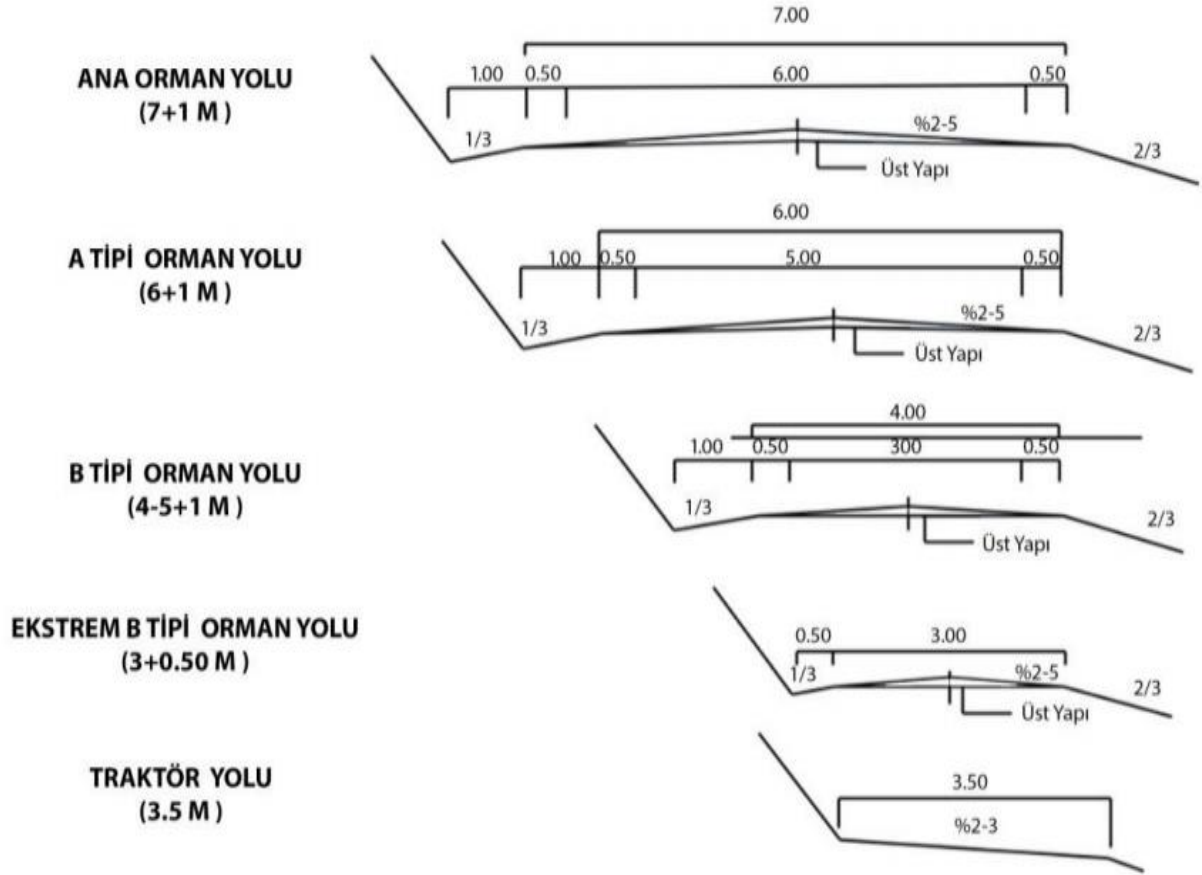 7.00
ANA ORMAN YOLU
(7+1 M )
1.00 0.50 6.00 0.50
1/3 %2-5 2/3
Üst Yapı
6.00
A TİPİ ORMAN YOLU
(6+1 M )
1.00 0.50 5.00 0.50
1/3 %2-5 2/3
Üst Yapı
4.00
B TİPİ ORMAN YOLU
(4-5+1 M )
1.00 0.50 300 0.50
1/3 2/3
Üst Yapı
EKSTREM B TİPİ ORMAN YOLU
(3+0.50 M )
0.50 3.00
1/3 %2-5 2/3
Üst Yapı
TRAKTÖR YOLU
(3.5 M )
3.50
%2-3